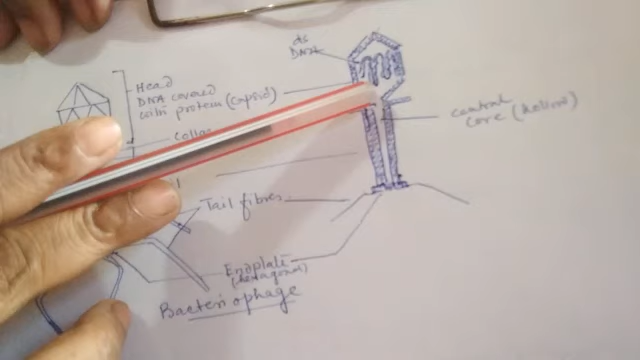 ds
DNA
Head
DNA covered
with protein (capsid)
Collar
central
core (hollow)
Tail fibres
Endplate
(hexagonal)
Bacteriophage